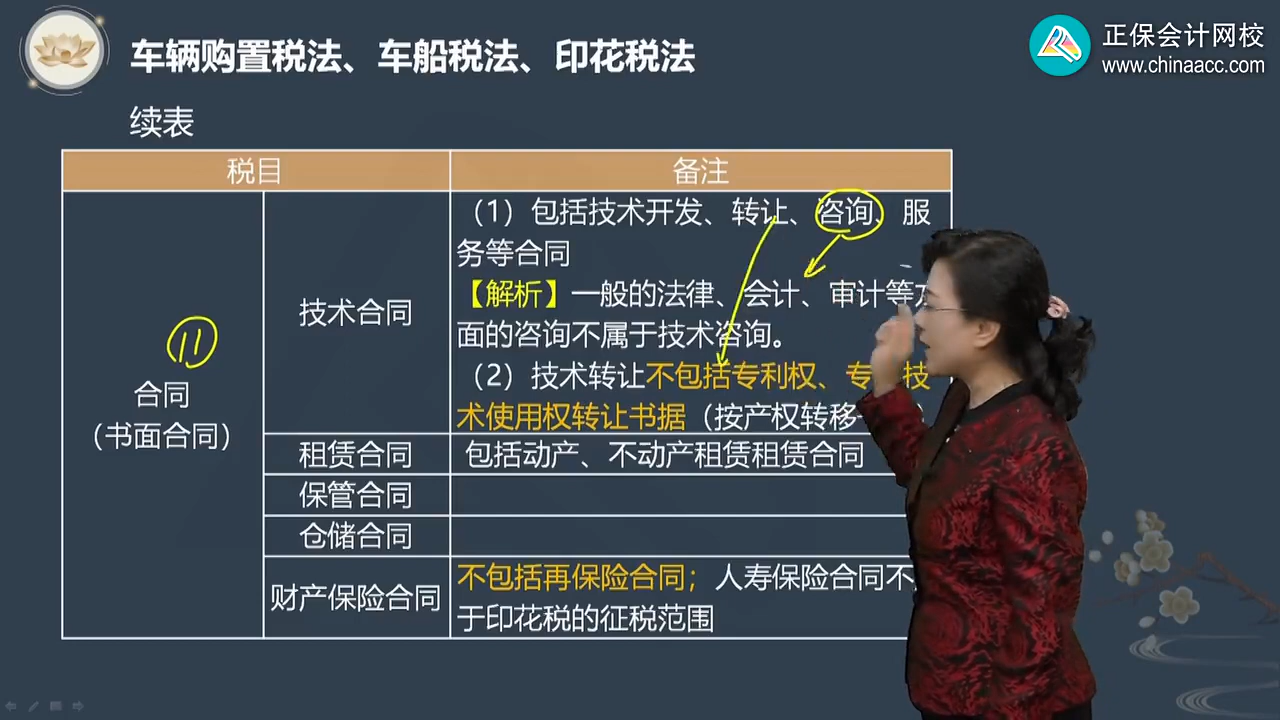 车辆购置税法、车船税法、印花税法
正保会计网校
www.chinaacc.com
续表
税目
备注
合同
（书面合同）
11
技术合同
（1）包括技术开发、转让、咨询、服
务等合同
【解析】一般的法律、会计、审计等方
面的咨询不属于技术咨询。
（2）技术转让不包括专利权、专 技
术使用权转让书据（按产权转移
租赁合同
包括动产、不动产租赁租赁合同
保管合同
仓储合同
财产保险合同
不包括再保险合同；人寿保险合同不
于印花税的征税范围